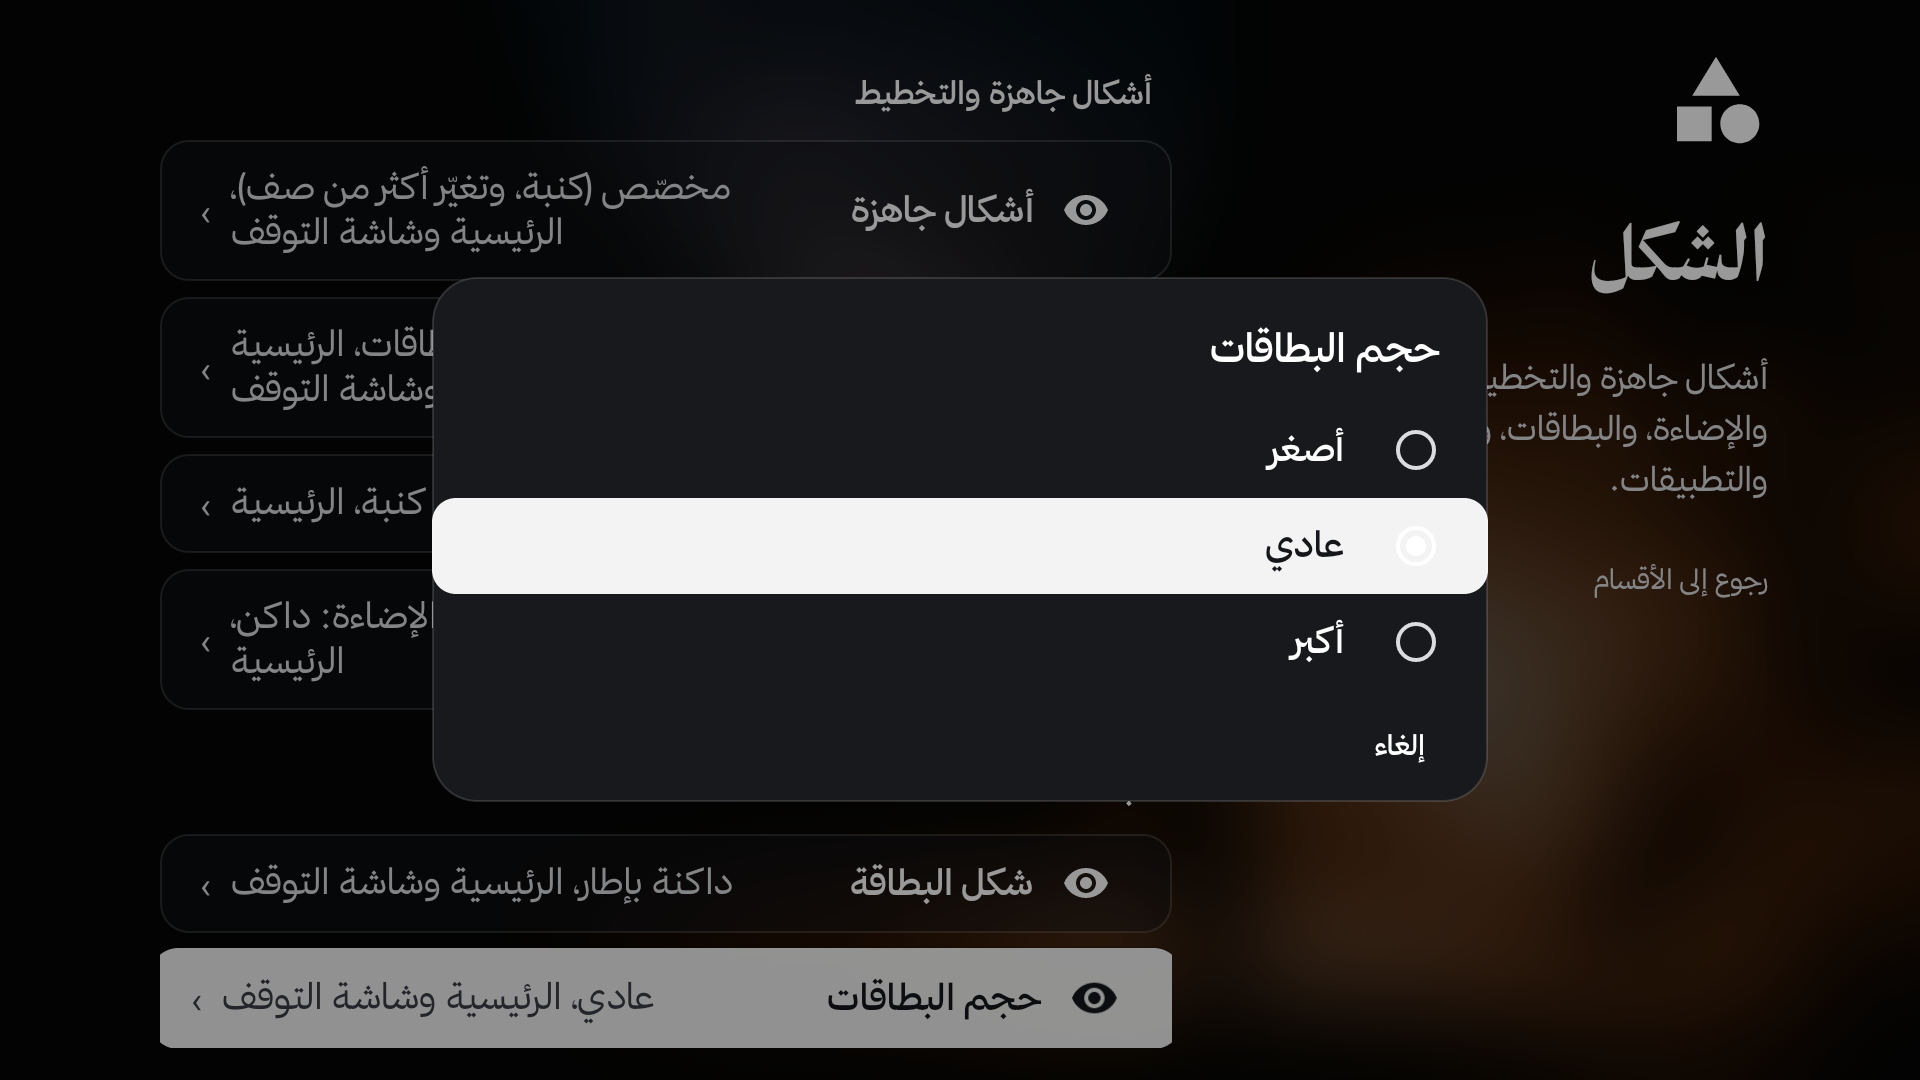 الشكل
أشكال جاهزة والتخطي
والإضاءة، والبطاقات،
والتطبيقات.
رجوع إلى الأقسام
أشكال جاهزة والتخطيط
أشكال جاهزة
مخصّص (كنبة، وتغيّر أكثر من صف)،
الرئيسية وشاشة التوقف
الرئيسية
وشاشة التوقف
كنبة، الرئيسية
الإضاءة: داكن،
الرئيسية
حجم البطاقات
أصغر
عادي
أكبر
إلغاء
شكل البطاقة
داكنة بإطار، الرئيسية وشاشة التوقف
حجم البطاقات
عادي، الرئيسية وشاشة التوقف